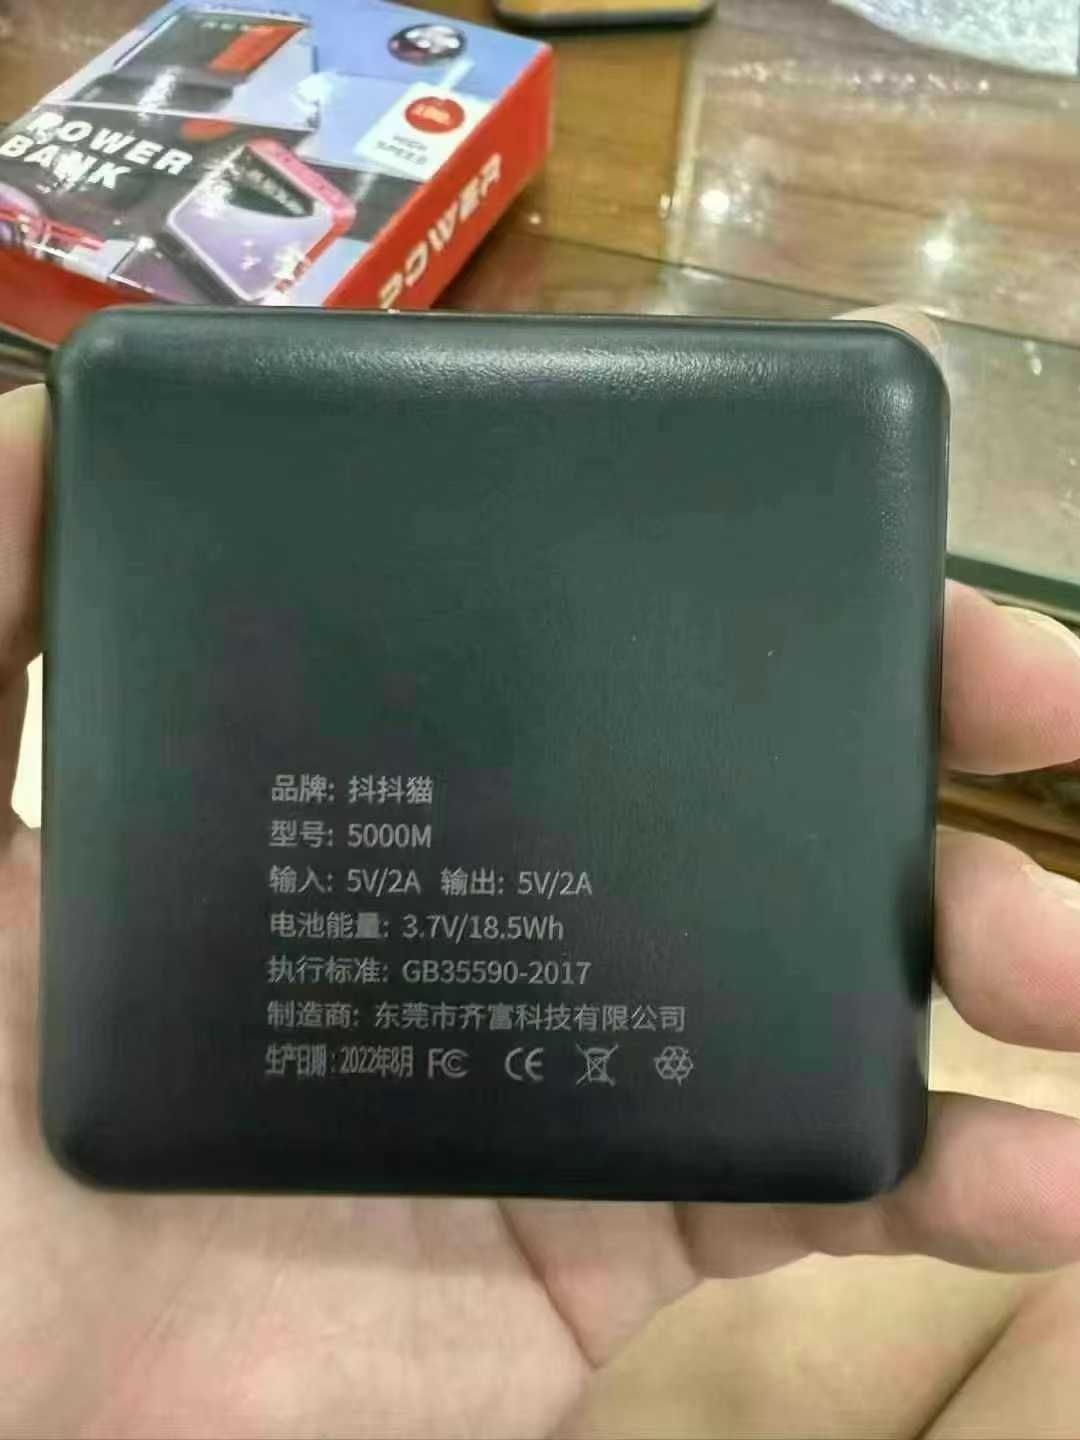 POWER
BANK
HIGH
SPEED
POWER
品牌: 抖抖猫
型号: 5000M
输入: 5V/2A 输出: 5V/2A
电池能量: 3.7V/18.5Wh
执行标准: GB35590-2017
制造商: 东莞市齐富科技有限公司
生产日期: 2022年8月 FC CE